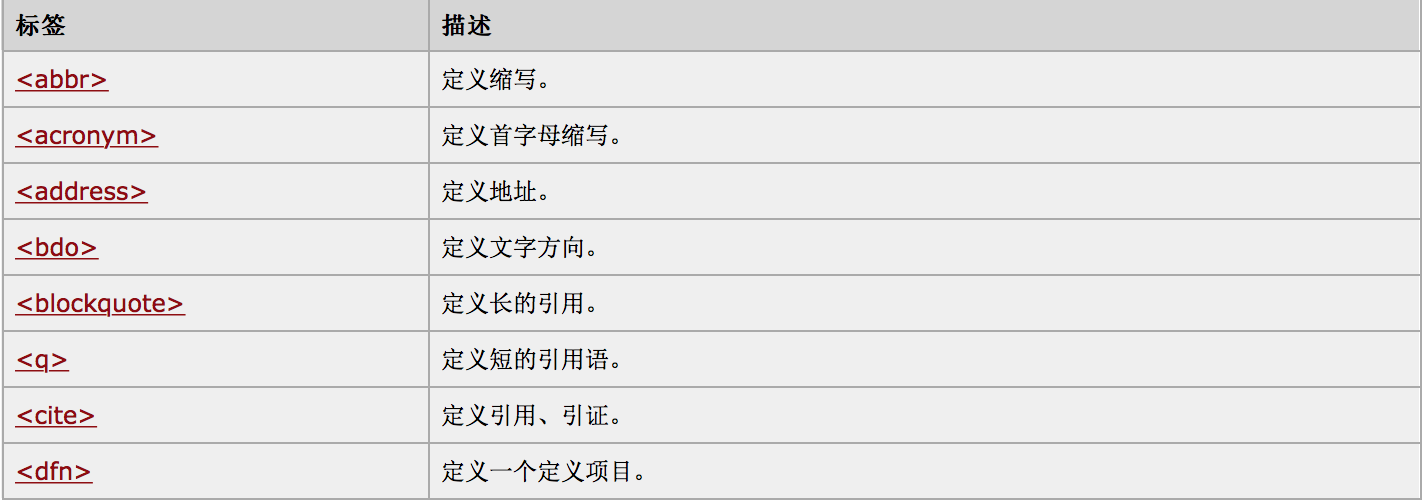 标签 描述
<abbr> 定义缩写。
<acronym> 定义首字母缩写。
<address> 定义地址。
<bdo> 定义文字方向。
<blockquote> 定义长的引用。
<q> 定义短的引用语。
<cite> 定义引用、引证。
<dfn> 定义一个定义项目。